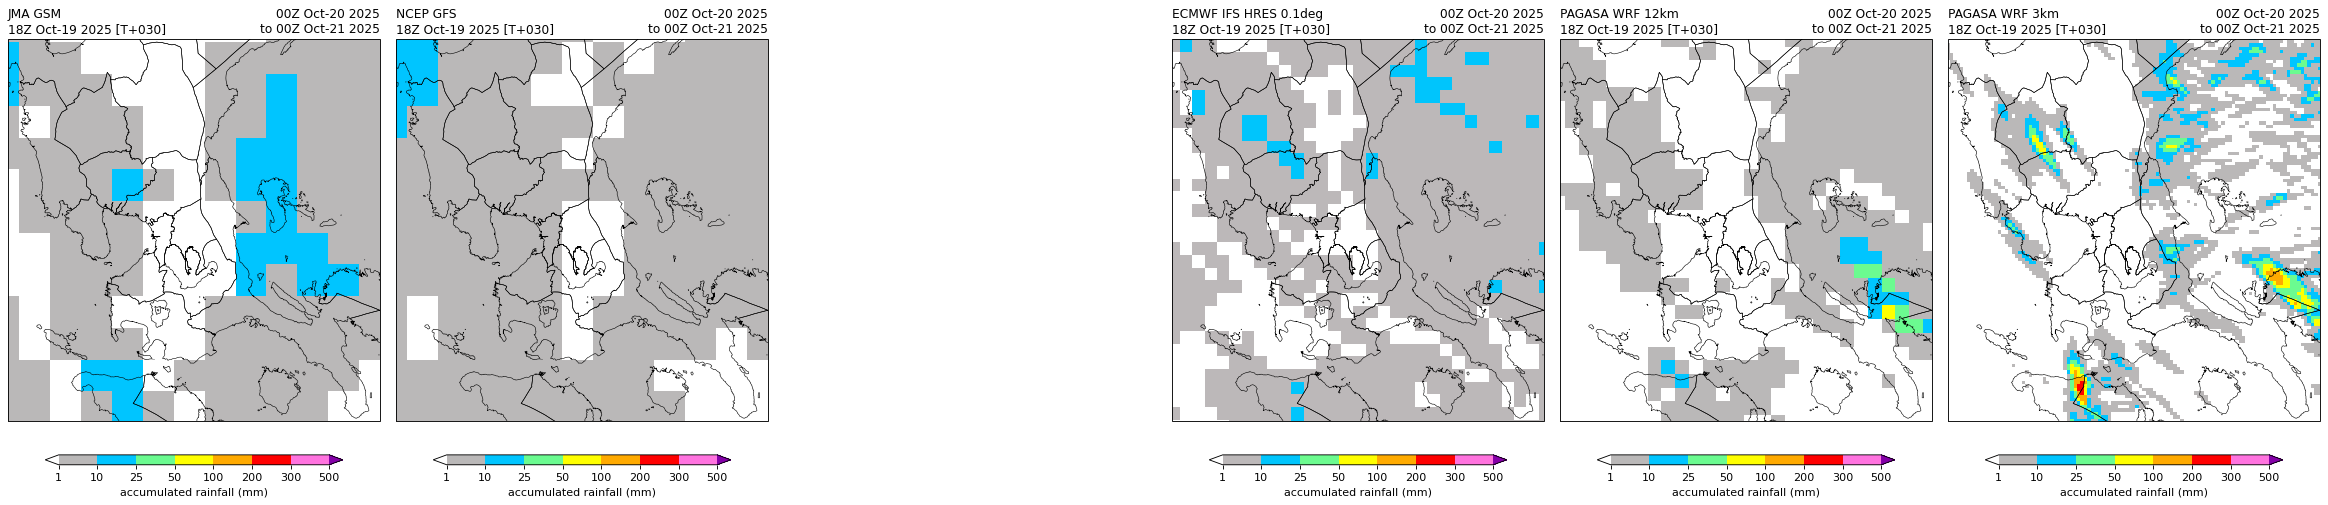 JMA GSM 00Z Oct-20 2025
18Z Oct-19 2025 [T+030] to 00Z Oct-21 2025
1 10 25 50 100 200 300 500
accumulated rainfall (mm)
NCEP GFS 00Z Oct-20 2025
18Z Oct-19 2025 [T+030] to 00Z Oct-21 2025
1 10 25 50 100 200 300 500
accumulated rainfall (mm)
ECMWF IFS HRES 0.1deg 00Z Oct-20 2025
18Z Oct-19 2025 [T+030] to 00Z Oct-21 2025
1 10 25 50 100 200 300 500
accumulated rainfall (mm)
PAGASA WRF 12km 00Z Oct-20 2025
18Z Oct-19 2025 [T+030] to 00Z Oct-21 2025
1 10 25 50 100 200 300 500
accumulated rainfall (mm)
PAGASA WRF 3km 00Z Oct-20 2025
18Z Oct-19 2025 [T+030] to 00Z Oct-21 2025
1 10 25 50 100 200 300 500
accumulated rainfall (mm)